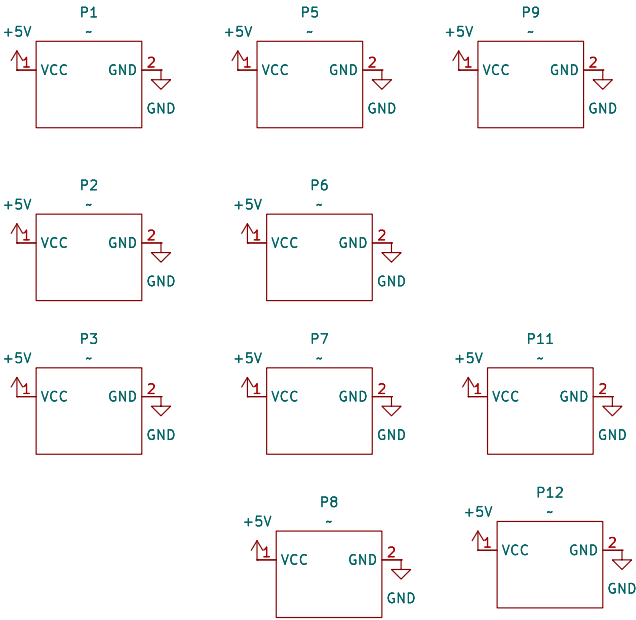 P1
~
+5V
1 VCC GND 2
GND
P5
~
+5V
1 VCC GND 2
GND
P9
~
+5V
1 VCC GND 2
GND
P2
~
+5V
1 VCC GND 2
GND
P6
~
+5V
1 VCC GND 2
GND
P3
~
+5V
1 VCC GND 2
GND
P7
~
+5V
1 VCC GND 2
GND
P11
~
+5V
1 VCC GND 2
GND
P8
~
+5V
1 VCC GND 2
GND
P12
~
+5V
1 VCC GND 2
GND